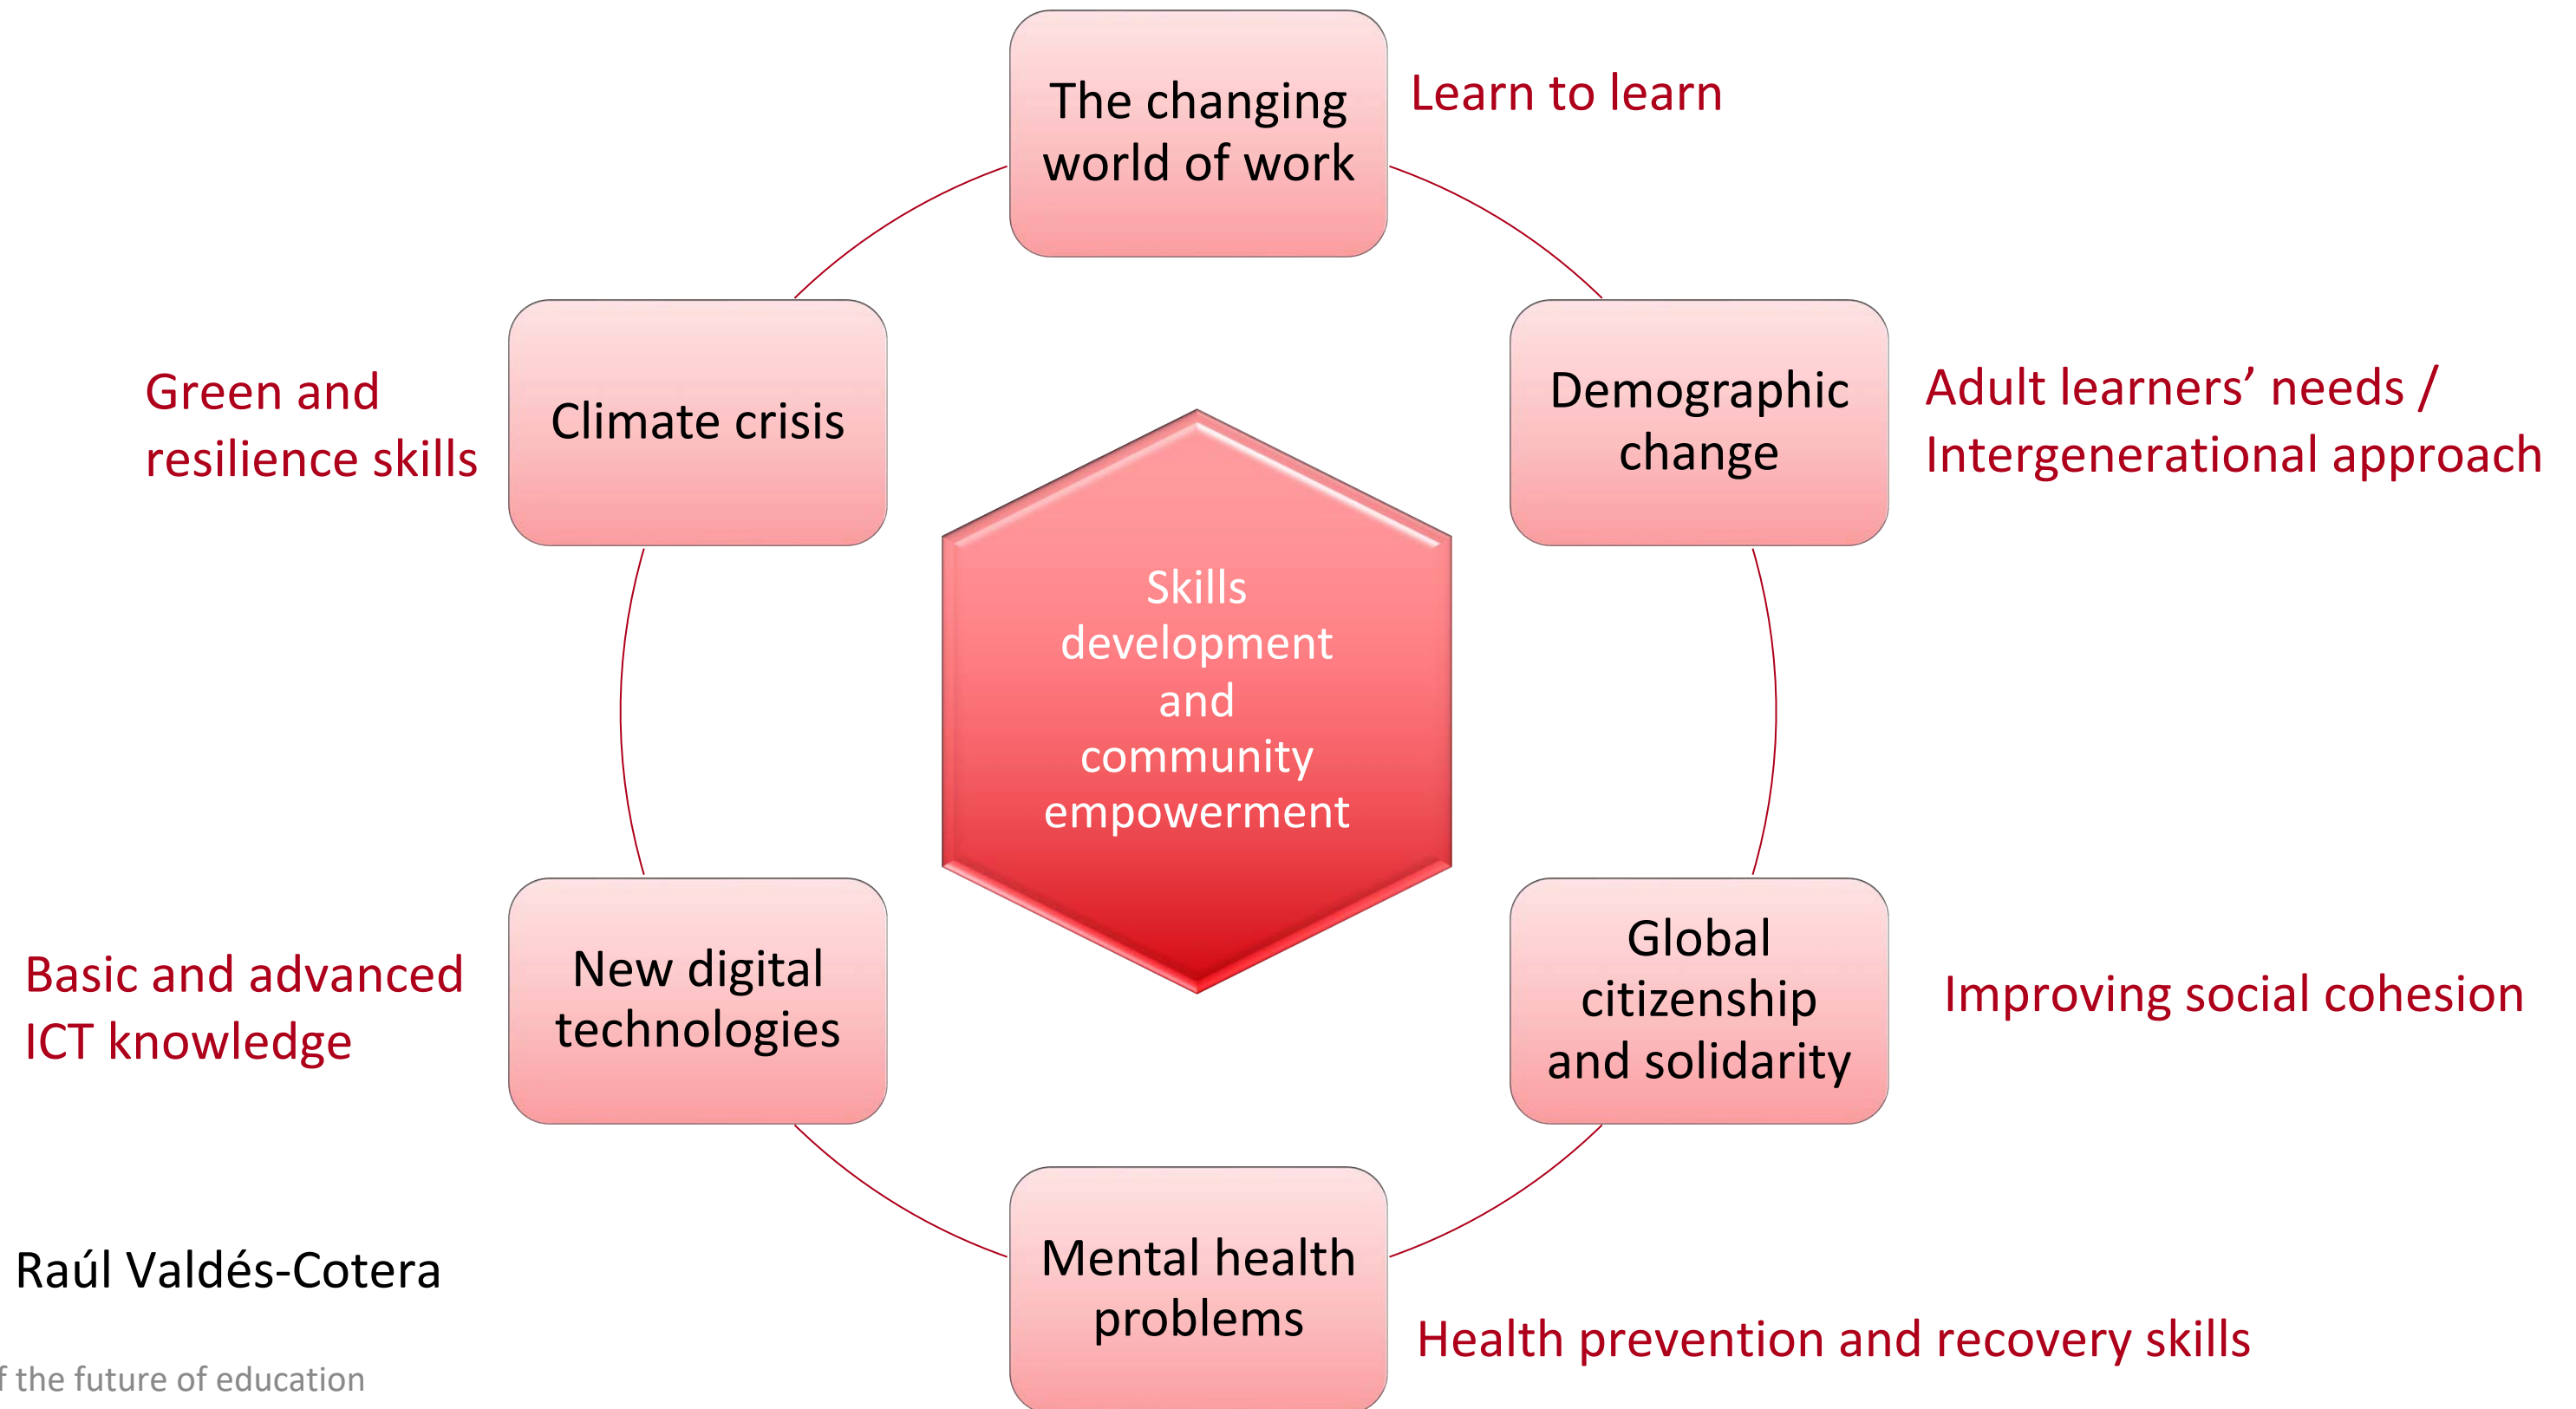 The changing
world of work
Learn to learn
Demographic
change
Adult learners’ needs /
Intergenerational approach
Global
citizenship
and solidarity
Improving social cohesion
Mental health
problems
Health prevention and recovery skills
New digital
technologies
Basic and advanced
ICT knowledge
Climate crisis
Green and
resilience skills
Skills
development
and
community
empowerment
Raúl Valdés-Cotera
the future of education